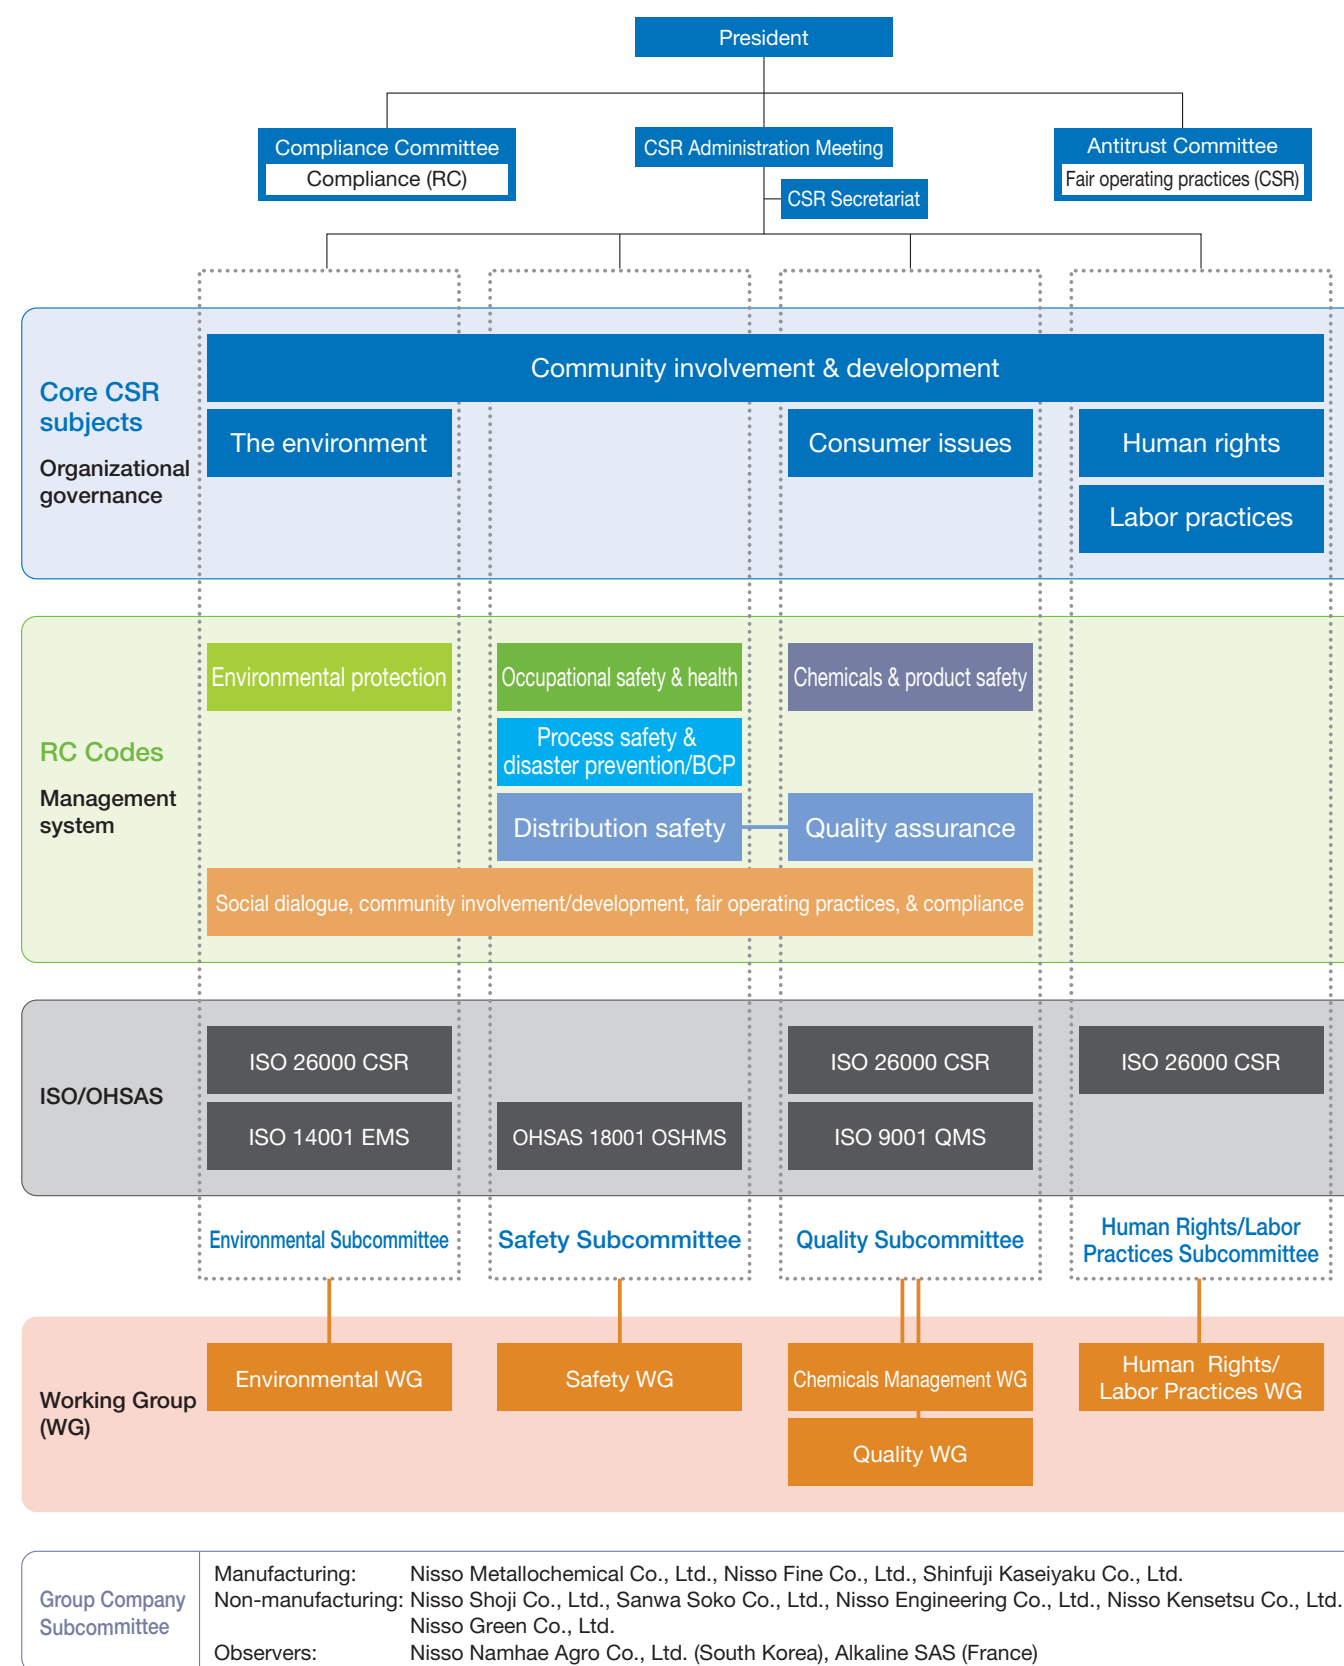 President
Compliance Committee
Compliance (RC)
CSR Administration Meeting
Antitrust Committee
Fair operating practices (CSR)
CSR Secretariat
Core CSR
subjects
Organizational
governance
Community involvement & development
The environment
Consumer issues
Human rights
Labor practices
RC Codes
Management
system
Environmental protection
Occupational safety & health
Chemicals & product safety
Process safety &
disaster prevention/BCP
Distribution safety
Quality assurance
Social dialogue, community involvement/development, fair operating practices, & compliance
ISO/OHSAS
ISO 26000 CSR
ISO 26000 CSR
ISO 26000 CSR
ISO 14001 EMS
OHSAS 18001 OSHMS
ISO 9001 QMS
Environmental Subcommittee
Safety Subcommittee
Quality Subcommittee
Human Rights/Labor
Practices Subcommittee
Working Group
(WG)
Environmental WG
Safety WG
Chemicals Management WG
Human Rights/
Labor Practices WG
Quality WG
Group Company
Subcommittee
Manufacturing: Nisso Metallochemical Co., Ltd., Nisso Fine Co., Ltd., Shinfuji Kaseiyaku Co., Ltd.
Non-manufacturing: Nisso Shoji Co., Ltd., Sanwa Soko Co., Ltd., Nisso Engineering Co., Ltd., Nisso Kensetsu Co., Ltd.
Nisso Green Co., Ltd.
Observers: Nisso Namhae Agro Co., Ltd. (South Korea), Alkaline SAS (France)